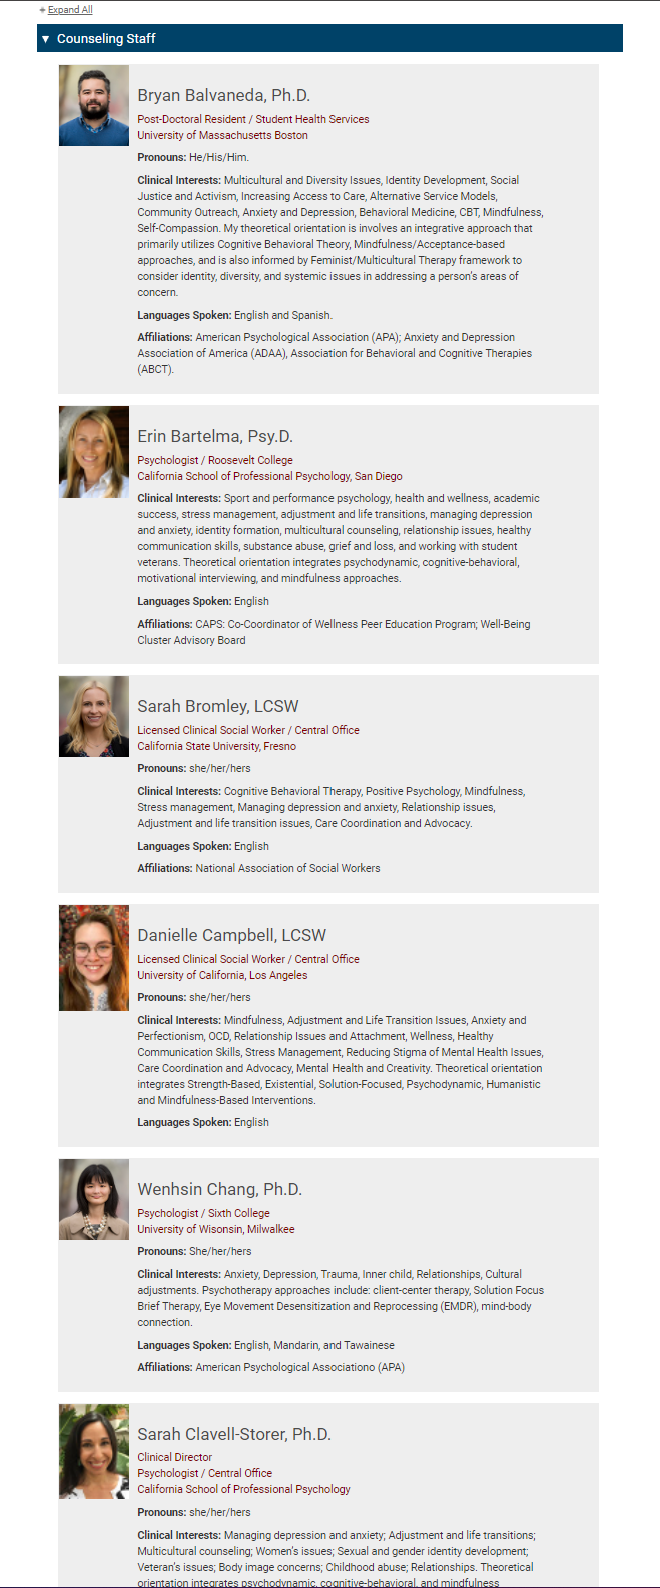 + Expand All
▼ Counseling Staff
Bryan Balvaneda, Ph.D.
Post-Doctoral Resident / Student Health Services
University of Massachusetts Boston
Pronouns: He/His/Him.
Clinical Interests: Multicultural and Diversity Issues, Identity Development, Social
Justice and Activism, Increasing Access to Care, Alternative Service Models,
Community Outreach, Anxiety and Depression, Behavioral Medicine, CBT, Mindfulness,
Self-Compassion. My theoretical orientation is involves an integrative approach that
primarily utilizes Cognitive Behavioral Theory, Mindfulness/Acceptance-based
approaches, and is also informed by Feminist/Multicultural Therapy framework to
consider identity, diversity, and systemic issues in addressing a person's areas of
concern.
Languages Spoken: English and Spanish..
Affiliations: American Psychological Association (APA); Anxiety and Depression
Association of America (ADAA), Association for Behavioral and Cognitive Therapies
(ABCT).
Erin Bartelma, Psy.D.
Psychologist / Roosevelt College
California School of Professional Psychology, San Diego
Clinical Interests: Sport and performance psychology, health and wellness, academic
success, stress management, adjustment and life transitions, managing depression
and anxiety, identity formation, multicultural counseling, relationship issues, healthy
communication skills, substance abuse, grief and loss, and working with student
veterans. Theoretical orientation integrates psychodynamic, cognitive-behavioral,
motivational interviewing, and mindfulness approaches.
Languages Spoken: English
Affiliations: CAPS: Co-Coordinator of Wellness Peer Education Program; Well-Being
Cluster Advisory Board
Sarah Bromley, LCSW
Licensed Clinical Social Worker / Central Office
California State University, Fresno
Pronouns: she/her/hers
Clinical Interests: Cognitive Behavioral Therapy, Positive Psychology, Mindfulness,
Stress management, Managing depression and anxiety, Relationship issues,
Adjustment and life transition issues, Care Coordination and Advocacy.
Languages Spoken: English
Affiliations: National Association of Social Workers
Danielle Campbell, LCSW
Licensed Clinical Social Worker / Central Office
University of California, Los Angeles
Pronouns: she/her/hers
Clinical Interests: Mindfulness, Adjustment and Life Transition Issues, Anxiety and
Perfectionism, OCD, Relationship Issues and Attachment, Wellness, Healthy
Communication Skills, Stress Management, Reducing Stigma of Mental Health Issues,
Care Coordination and Advocacy, Mental Health and Creativity. Theoretical orientation
integrates Strength-Based, Existential, Solution-Focused, Psychodynamic, Humanistic
and Mindfulness-Based Interventions.
Languages Spoken: English
Wenhsin Chang, Ph.D.
Psychologist / Sixth College
University of Wisonsin, Milwalkee
Pronouns: She/her/hers
Clinical Interests: Anxiety, Depression, Trauma, Inner child, Relationships, Cultural
adjustments. Psychotherapy approaches include: client-center therapy, Solution Focus
Brief Therapy, Eye Movement Desensitization and Reprocessing (EMDR), mind-body
connection.
Languages Spoken: English, Mandarin, and Tawainese
Affiliations: American Psychological Associationo (APA)
Sarah Clavell-Storer, Ph.D.
Clinical Director
Psychologist / Central Office
California School of Professional Psychology
Pronouns: she/her/hers
Clinical Interests: Managing depression and anxiety; Adjustment and life transitions;
Multicultural counseling; Women's issues; Sexual and gender identity development;
Veteran's issues; Body image concerns; Childhood abuse; Relationships. Theoretical
orientation integrates psychodynamic, cognitive-behavioral, and mindfulness